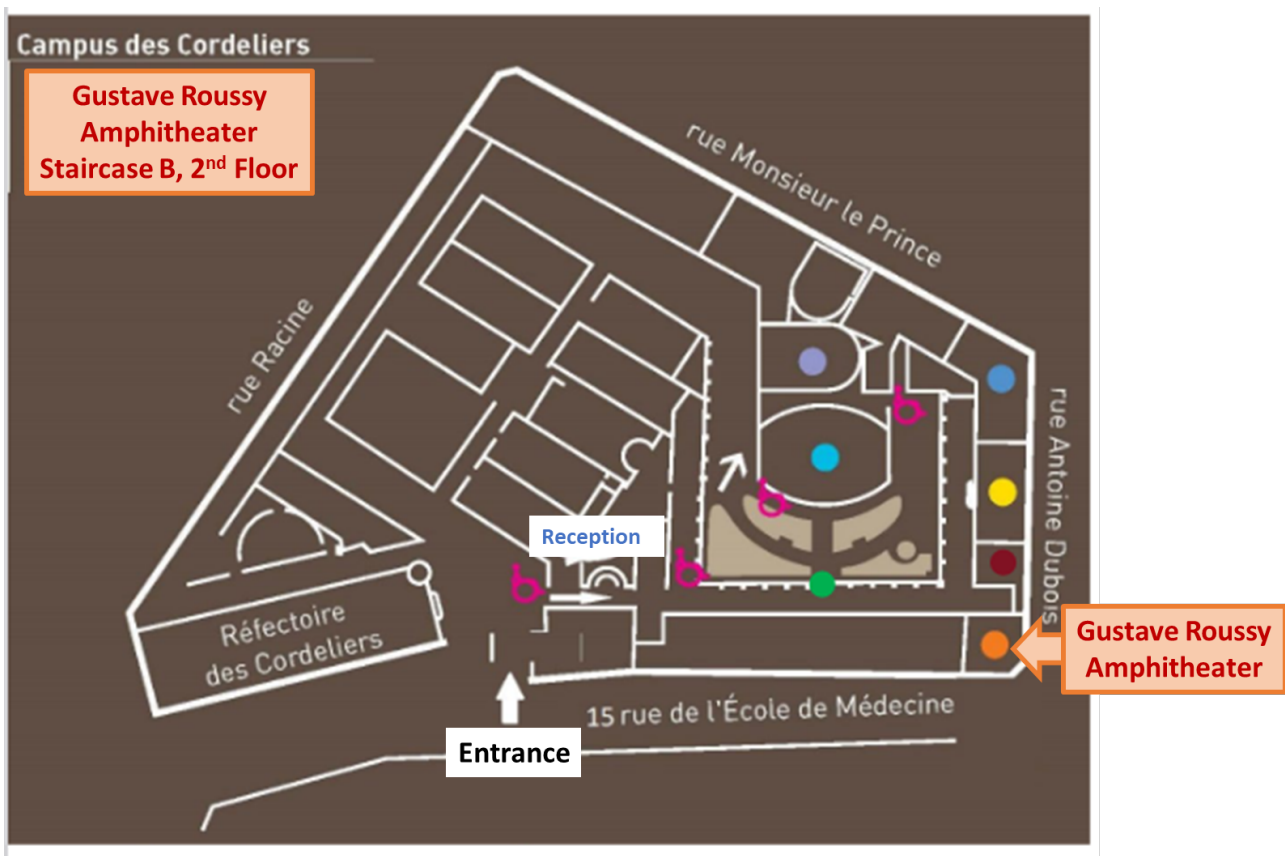 Campus des Cordeliers
Gustave Roussy
Amphitheater
Staircase B, 2nd Floor
rue Monsieur le Prince
rue Racine
rue Antoine Dubois
Reception
Réfectoire
des Cordeliers
Gustave Roussy
Amphitheater
15 rue de l'École de Médecine
Entrance